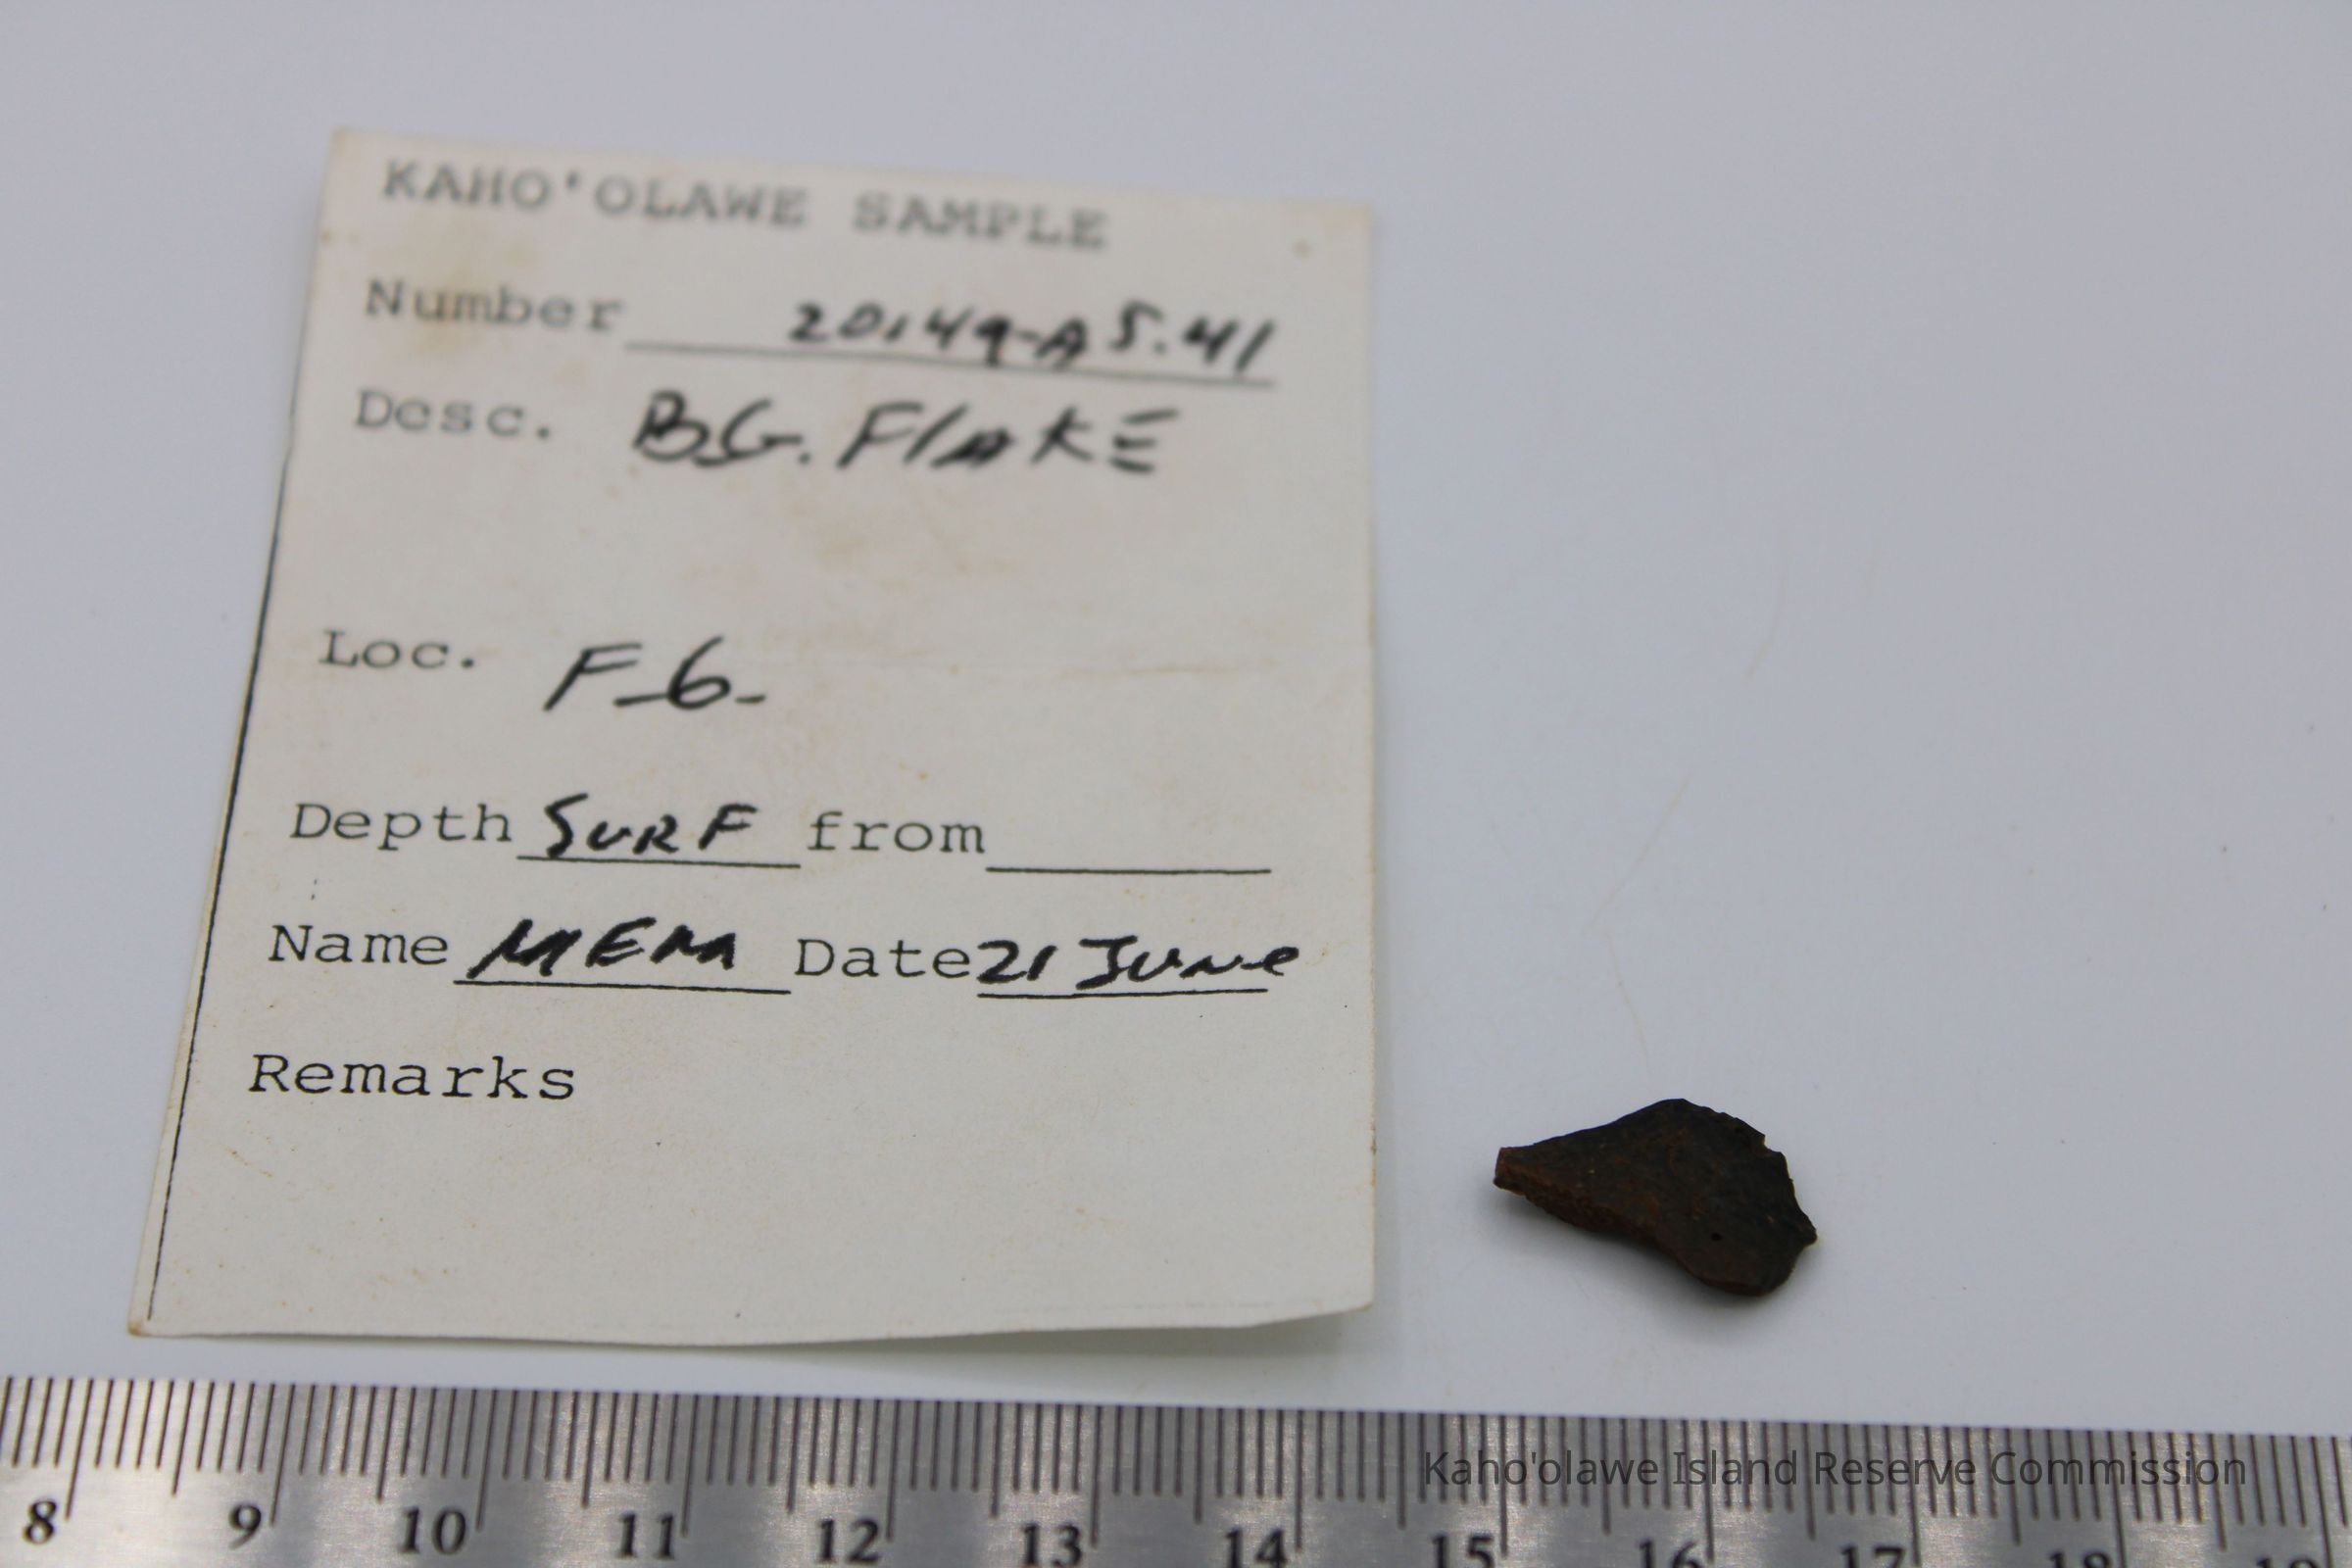 KAHO'OLAWE SAMPLE
Number 20149-A5.41
Desc. B.G. FlAKE
Loc. F-6-
Depth SURF from
Name MEM Date 21 June
Remarks
Kaho'olawe Island Reserve Commission
8 9 10 11 12 13 14 15 16 17 18 19